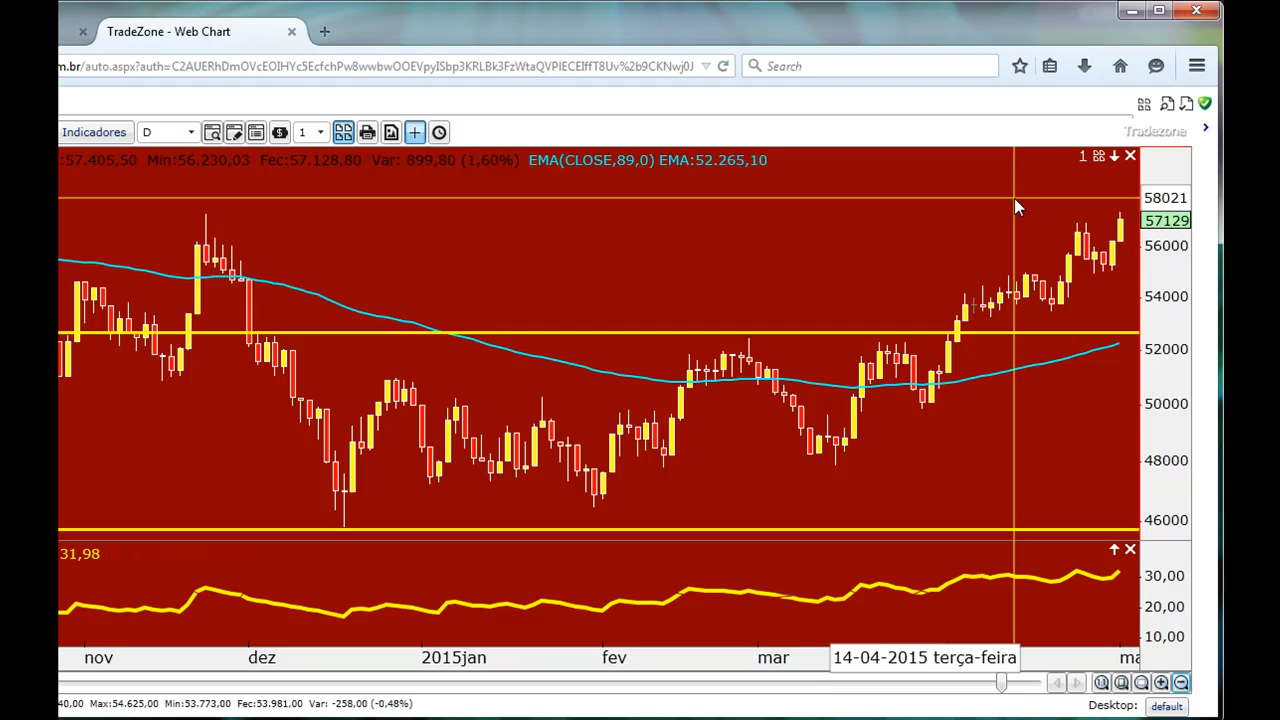 TradeZone - Web Chart
m.br/auto.aspx?auth=C2AUERhDmOVcEOIHYc5EcfchPw8wwbwOOEVpyISbp3KRLBk3FzWtaQVPIECEIffT8Uv%2b9CKNwj0J
Search
Tradezone
Indicadores D 1
:57.405,50 Min:56.230,03 Fec:57.128,80 Var: 899,80 (1,60%) EMA(CLOSE,89,0) EMA:52.265,10
1
58021
57129
56000
54000
52000
50000
48000
46000
31,98
30,00
20,00
10,00
nov dez 2015jan fev mar 14-04-2015 terça-feira ma
40,00 Max:54.625,00 Min:53.773,00 Fec:53.981,00 Var: -258,00 (-0,48%)
Desktop: default